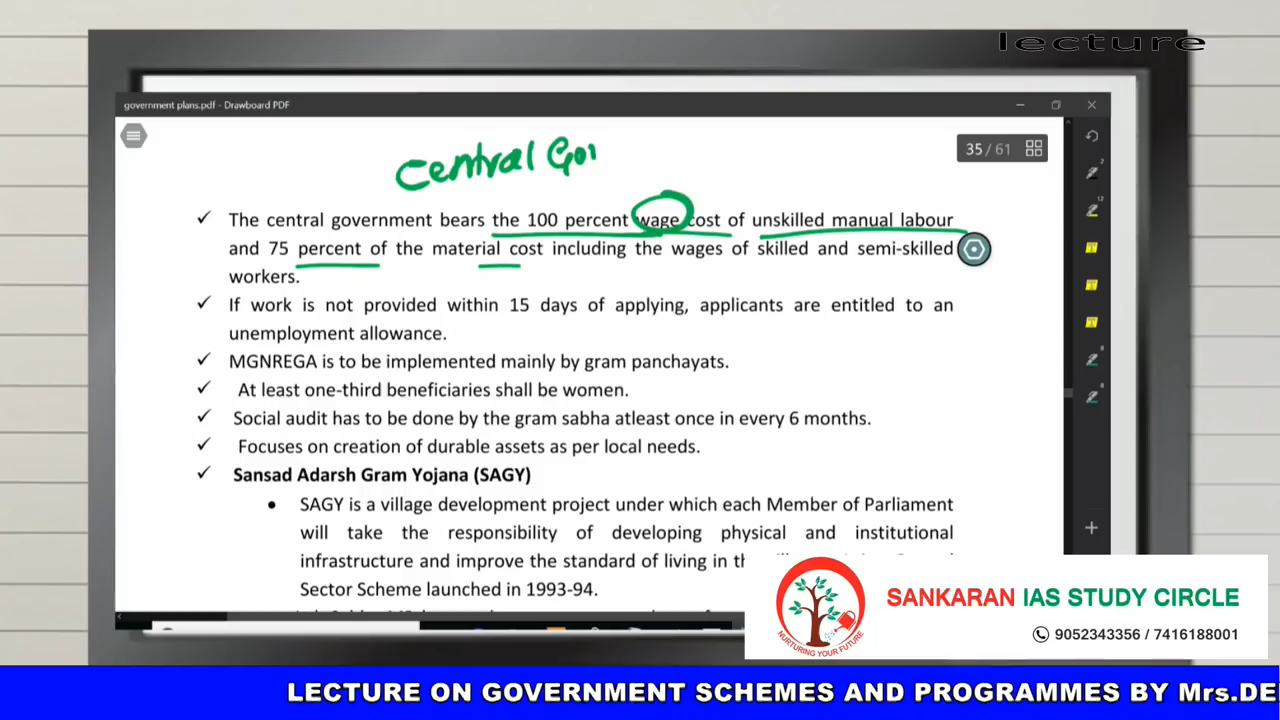 lecture
government plans.pdf - Drawboard PDF
35 / 61
Central Gov
✓ The central government bears the 100 percent wage cost of unskilled manual labour
and 75 percent of the material cost including the wages of skilled and semi-skilled
workers.
✓ If work is not provided within 15 days of applying, applicants are entitled to an
unemployment allowance.
✓ MGNREGA is to be implemented mainly by gram panchayats.
✓ At least one-third beneficiaries shall be women.
✓ Social audit has to be done by the gram sabha atleast once in every 6 months.
✓ Focuses on creation of durable assets as per local needs.
✓ Sansad Adarsh Gram Yojana (SAGY)
• SAGY is a village development project under which each Member of Parliament
will take the responsibility of developing physical and institutional
infrastructure and improve the standard of living in
Sector Scheme launched in 1993-94.
SANKARAN IAS STUDY CIRCLE
9052343356 / 7416188001
NURTURING YOUR FUTURE
LECTURE ON GOVERNMENT SCHEMES AND PROGRAMMES BY Mrs.DE